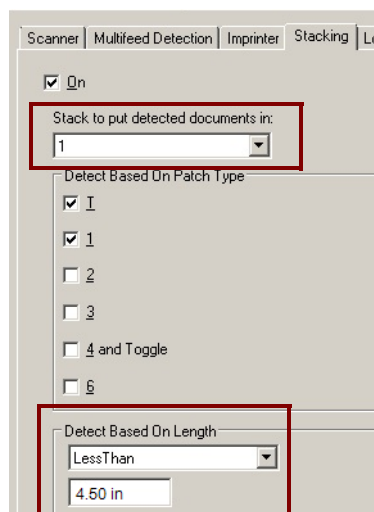 Scanner Multifeed Detection Imprinter Stacking
On
Stack to put detected documents in:
1
Detect Based On Patch Type
T
1
2
3
4 and Toggle
6
Detect Based On Length
LessThan
4.50 in